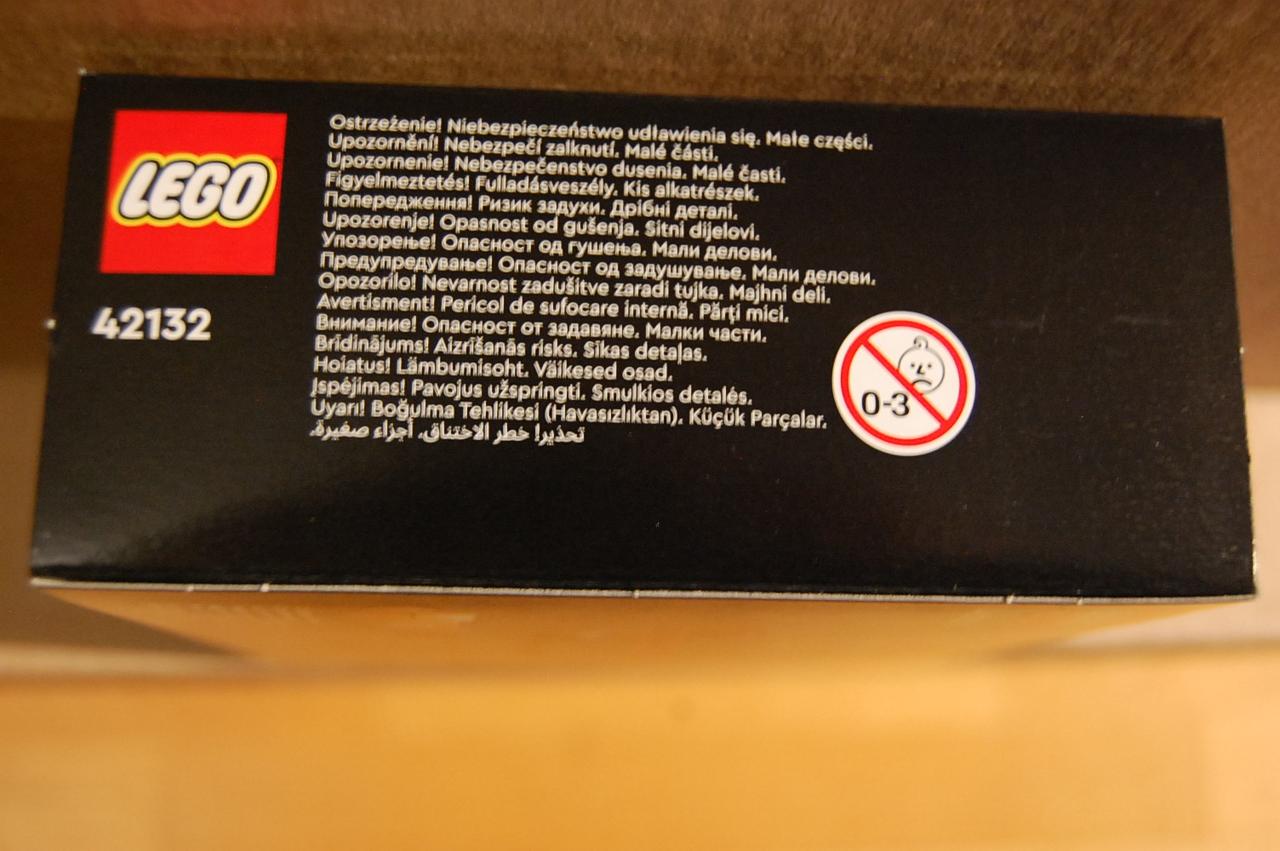 LEGO
42132
Ostrzeżenie! Niebezpieczeństwo udławienia się. Małe części.
Upozornění! Nebezpečí zalknutí. Malé části.
Upozornenie! Nebezpečenstvo dusenia. Malé časti.
Figyelmeztetés! Fulladásveszély. Kis alkatrészek.
Попередження! Ризик задухи. Дрібні деталі.
Upozorenje! Opasnost od gušenja. Sitni dijelovi.
Упозорење! Опасност од гушења. Мали делови.
Предупредување! Опасност од задушување. Мали делови.
Opozorilo! Nevarnost zadušitve zaradi tujka. Majhni deli.
Avertisment! Pericol de sufocare internă. Părți mici.
Внимание! Опасност от задавяне. Малки части.
Brīdinājums! Aizrīšanās risks. Sīkas detaļas.
Hoiatus! Lämbumisoht. Väikesed osad.
Įspėjimas! Pavojus užspringti. Smulkios detalės.
Uyarı! Boğulma Tehlikesi (Havasızlıktan). Küçük Parçalar.
تحذير! خطر الاختناق. أجزاء صغيرة.
0-3